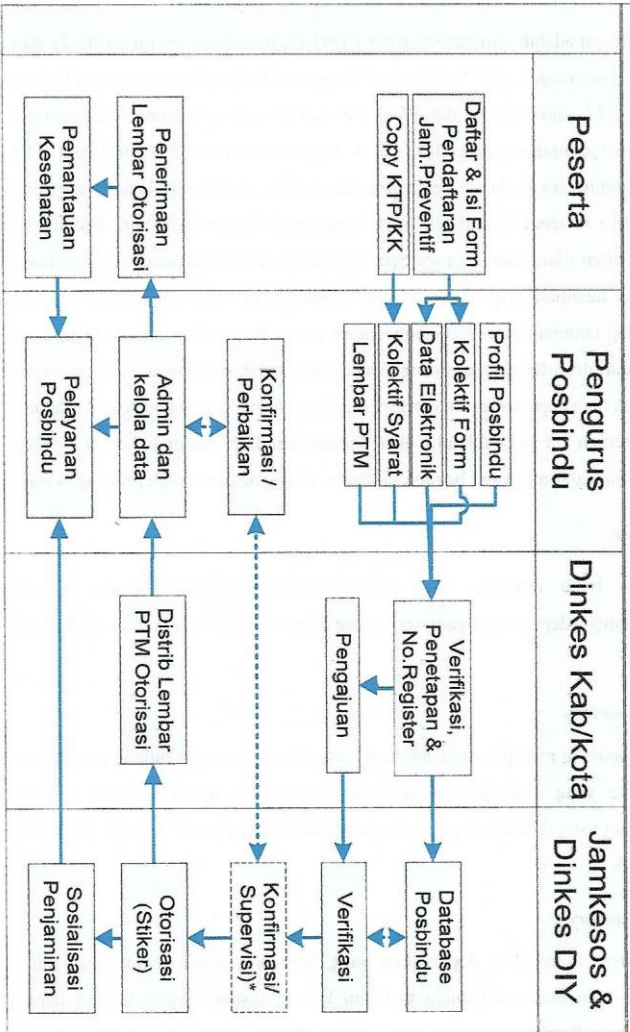 Peserta
Pengurus
Posbindu
Dinkes Kab/kota
Jamkesos &
Dinkes DIY
Daftar & Isi Form
Pendaftaran
Jam.Preventif
Copy KTP/KK
Profil Posbindu
Kolektif Form
Data Elektronik
Kolektif Syarat
Lembar PTM
Verifikasi,
Penetapan &
No.Register
Database
Posbindu
Pengajuan
Verifikasi
Konfirmasi /
Perbaikan
Konfirmasi/
Supervisi)*
Penerimaan
Lembar Otorisasi
Admin dan
kelola data
Distrib Lembar
PTM Otorisasi
Otorisasi
(Stiker)
Pemantauan
Kesehatan
Pelayanan
Posbindu
Sosialisasi
Penjaminan